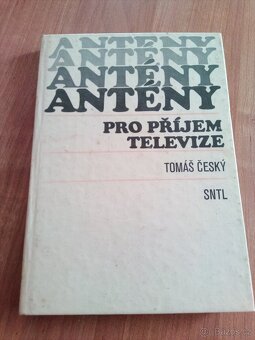 ANTÉNY
ANTÉNY
ANTÉNY
ANTÉNY
PRO PŘÍJEM
TELEVIZE
TOMÁŠ ČESKÝ
SNTL